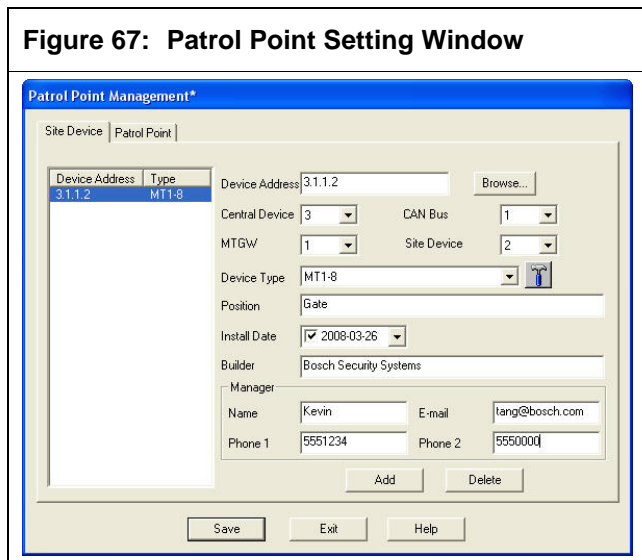 Figure 67: Patrol Point Setting Window
Patrol Point Management*
Site Device Patrol Point
Device Address Type
3.1.1.2 MT1-8
Device Address 3.1.1.2 Browse...
Central Device 3 CAN Bus 1
MTGW 1 Site Device 2
Device Type MT1-8
Position Gate
Install Date 2008-03-26
Builder Bosch Security Systems
Manager
Name Kevin E-mail tang@bosch.com
Phone 1 5551234 Phone 2 5550000
Add Delete
Save Exit Help